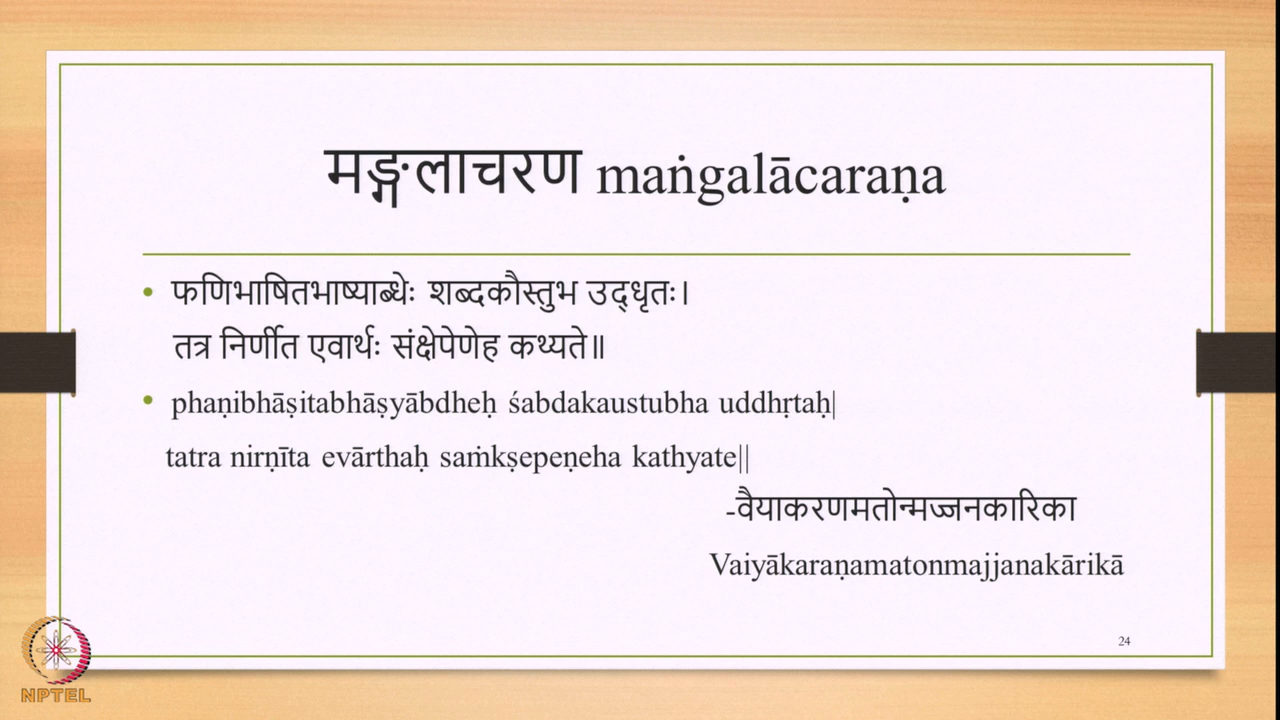 मङ्गलाचरण maṅgalācaraṇa
• फणिभाषितभाष्याब्धेः शब्दकौस्तुभ उद्धृतः।
तत्र निर्णीत एवार्थः संक्षेपेणेह कथ्यते॥
• phaṇibhāṣitabhāṣyābdheḥ śabdakaustubha uddhṛtaḥ|
tatra nirṇīta evārthaḥ saṁkṣepeṇeha kathyate||
-वैयाकरणमतोन्मज्जनकारिका
Vaiyākaraṇamatonmajjanakārikā
24
NPTEL